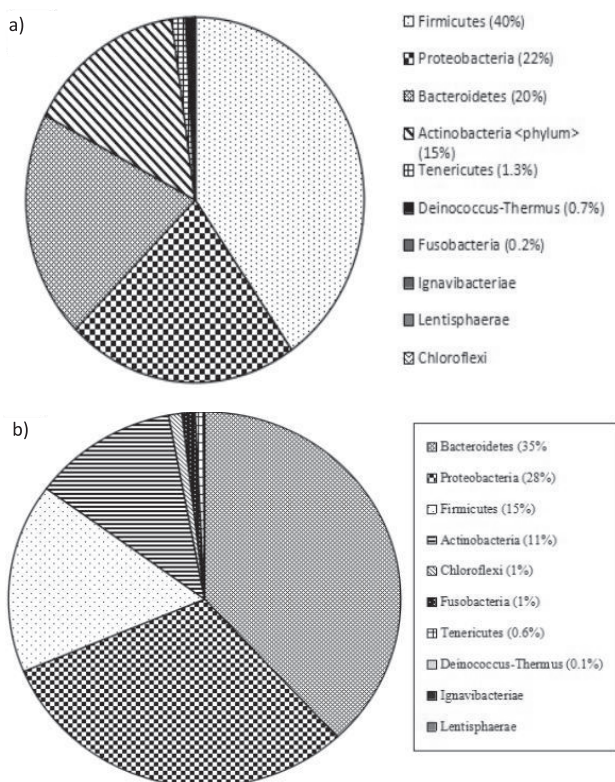 a)
Firmicutes (40%)
Proteobacteria (22%)
Bacteroidetes (20%)
Actinobacteria <phylum>
(15%)
Tenericutes (1.3%)
Deinococcus-Thermus (0.7%)
Fusobacteria (0.2%)
Ignavibacteriae
Lentisphaerae
Chloroflexi
b)
Bacteroidetes (35%
Proteobacteria (28%)
Firmicutes (15%)
Actinobacteria (11%)
Chloroflexi (1%)
Fusobacteria (1%)
Tenericutes (0.6%)
Deinococcus-Thermus (0.1%)
Ignavibacteriae
Lentisphaerae